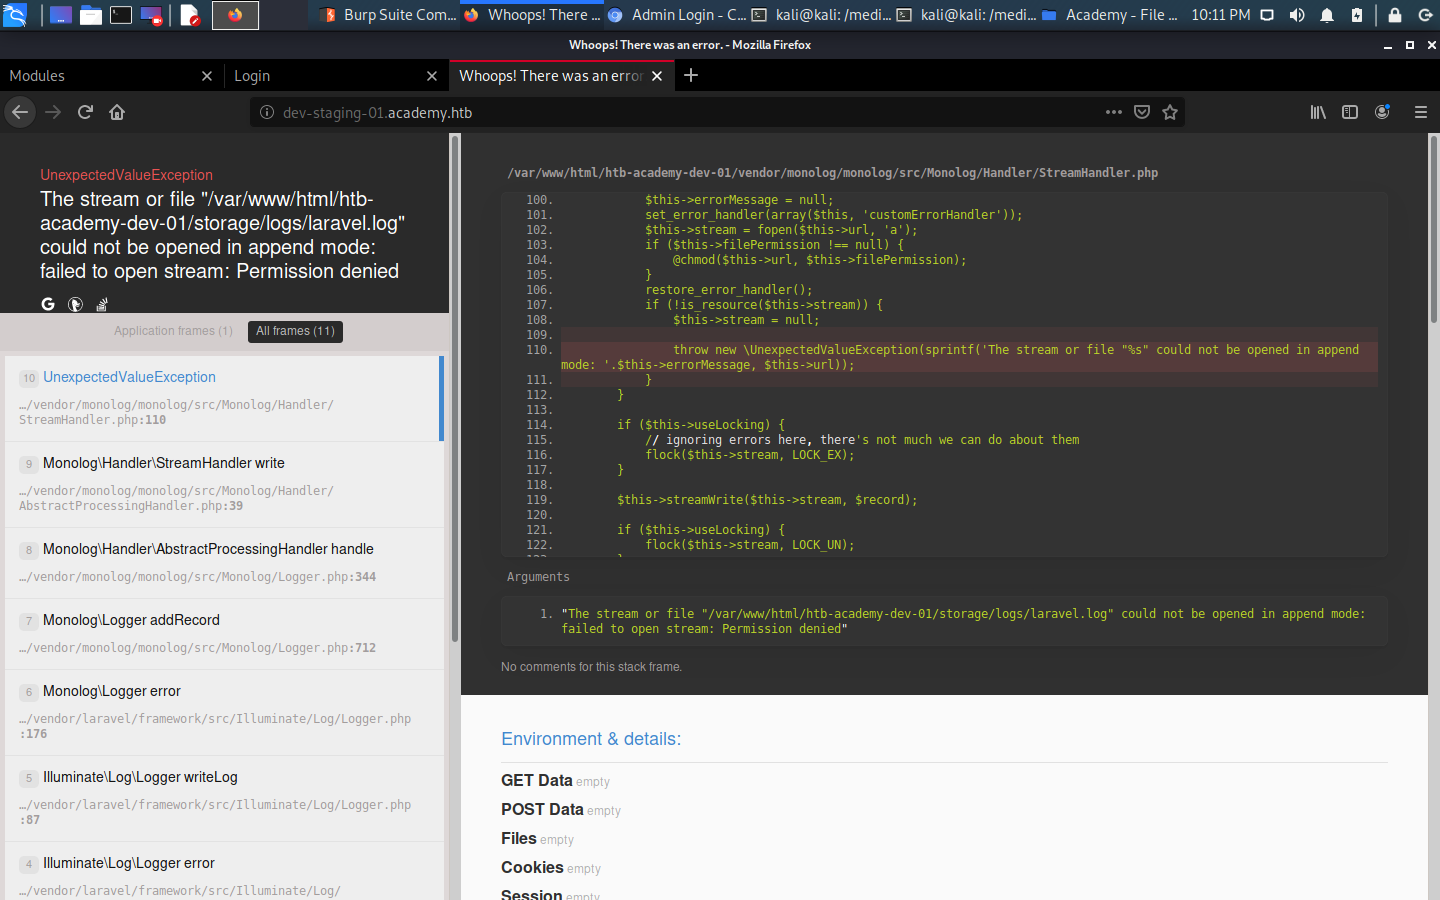 Burp Suite Com...
Whoops! There ...
Admin Login - C...
kali@kali: /medi...
kali@kali: /medi...
Academy - File ...
10:11 PM
Whoops! There was an error. - Mozilla Firefox
Modules
Login
Whoops! There was an error
dev-staging-01.academy.htb
UnexpectedValueException
The stream or file "/var/www/html/htb-
academy-dev-01/storage/logs/laravel.log"
could not be opened in append mode:
failed to open stream: Permission denied
Application frames (1)
All frames (11)
10 UnexpectedValueException
…/vendor/monolog/monolog/src/Monolog/Handler/
StreamHandler.php:110
9 Monolog\Handler\StreamHandler write
…/vendor/monolog/monolog/src/Monolog/Handler/
AbstractProcessingHandler.php:39
8 Monolog\Handler\AbstractProcessingHandler handle
…/vendor/monolog/monolog/src/Monolog/Logger.php:344
7 Monolog\Logger addRecord
…/vendor/monolog/monolog/src/Monolog/Logger.php:712
6 Monolog\Logger error
…/vendor/laravel/framework/src/Illuminate/Log/Logger.php
:176
5 Illuminate\Log\Logger writeLog
…/vendor/laravel/framework/src/Illuminate/Log/Logger.php
:87
4 Illuminate\Log\Logger error
…/vendor/laravel/framework/src/Illuminate/Log/
/var/www/html/htb-academy-dev-01/vendor/monolog/monolog/src/Monolog/Handler/StreamHandler.php
100. $this->errorMessage = null;
101. set_error_handler(array($this, 'customErrorHandler'));
102. $this->stream = fopen($this->url, 'a');
103. if ($this->filePermission !== null) {
104. @chmod($this->url, $this->filePermission);
105. }
106. restore_error_handler();
107. if (!is_resource($this->stream)) {
108. $this->stream = null;
109.
110. throw new \UnexpectedValueException(sprintf('The stream or file "%s" could not be opened in append
mode: '.$this->errorMessage, $this->url));
111. }
112. }
113.
114. if ($this->useLocking) {
115. // ignoring errors here, there's not much we can do about them
116. flock($this->stream, LOCK_EX);
117. }
118.
119. $this->streamWrite($this->stream, $record);
120.
121. if ($this->useLocking) {
122. flock($this->stream, LOCK_UN);
Arguments
1. "The stream or file "/var/www/html/htb-academy-dev-01/storage/logs/laravel.log" could not be opened in append mode:
failed to open stream: Permission denied"
No comments for this stack frame.
Environment & details:
GET Data empty
POST Data empty
Files empty
Cookies empty
Session empty